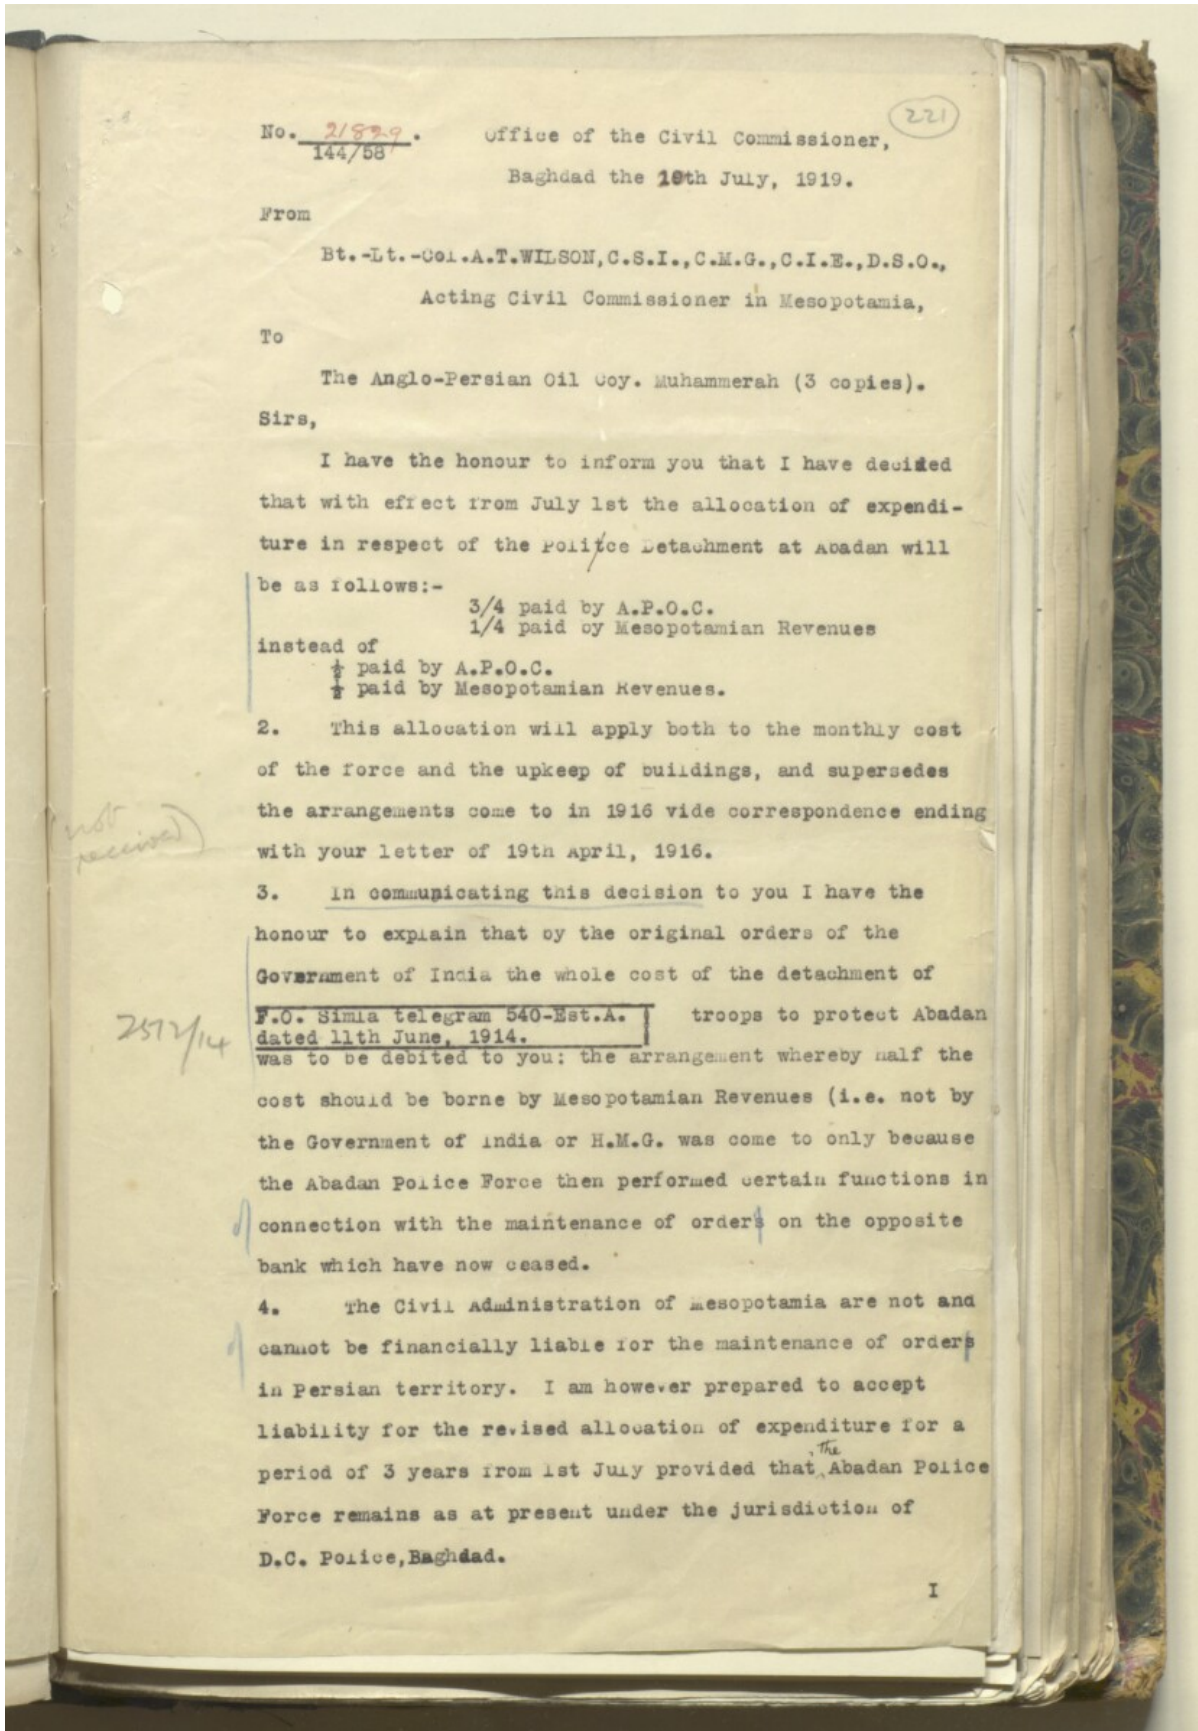 221
No. 21829.
144/58
Office of the Civil Commissioner,
Baghdad the 10th July, 1919.
From
Bt.-Lt.-Col.A.T.WILSON,C.S.I.,C.M.G.,C.I.E.,D.S.O.,
Acting Civil Commissioner in Mesopotamia,
To
The Anglo-Persian Oil Coy. Muhammerah (3 copies).
Sirs,
I have the honour to inform you that I have decided
that with effect from July 1st the allocation of expendi-
ture in respect of the Police Detachment at Abadan will
be as follows:-
3/4 paid by A.P.O.C.
1/4 paid by Mesopotamian Revenues
instead of
½ paid by A.P.O.C.
½ paid by Mesopotamian Revenues.
2. This allocation will apply both to the monthly cost
of the force and the upkeep of buildings, and supersedes
the arrangements come to in 1916 vide correspondence ending
not
received)
with your letter of 19th April, 1916.
3. In communicating this decision to you I have the
honour to explain that by the original orders of the
Government of India the whole cost of the detachment of
2512/14
F.O. Simla telegram 540-Est.A. troops to protect Abadan
dated 11th June, 1914.
was to be debited to you: the arrangement whereby half the
cost should be borne by Mesopotamian Revenues (i.e. not by
the Government of India or H.M.G. was come to only because
the Abadan Police Force then performed certain functions in
connection with the maintenance of order on the opposite
bank which have now ceased.
4. The Civil Administration of Mesopotamia are not and
cannot be financially liable for the maintenance of order
in Persian territory. I am however prepared to accept
liability for the revised allocation of expenditure for a
period of 3 years from 1st July provided that the Abadan Police
Force remains as at present under the jurisdiction of
D.C. Police,Baghdad.
I